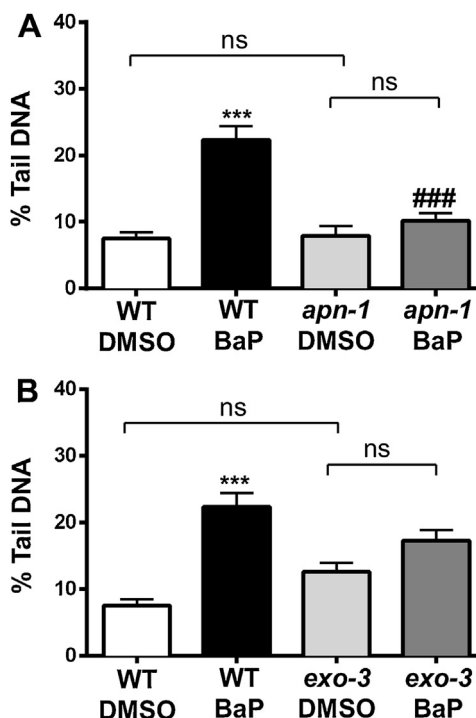 A
40
ns
ns
30
***
20
###
10
0
% Tail DNA
WT WT apn-1 apn-1
DMSO BaP DMSO BaP
B
40
ns
ns
30
***
20
10
0
% Tail DNA
WT WT exo-3 exo-3
DMSO BaP DMSO BaP